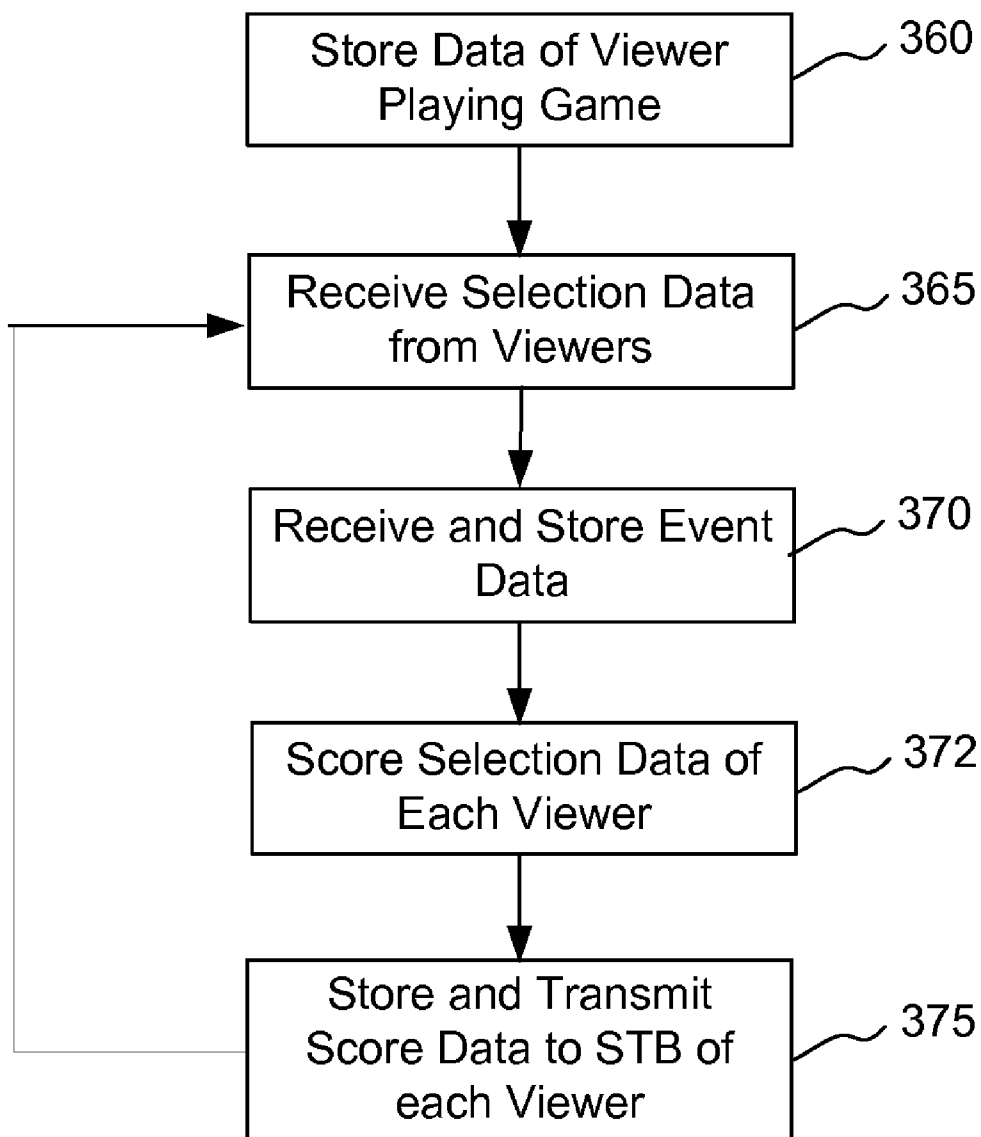 Store Data of Viewer
Playing Game
360
Receive Selection Data
from Viewers
365
Receive and Store Event
Data
370
Score Selection Data of
Each Viewer
372
Store and Transmit
Score Data to STB of
each Viewer
375